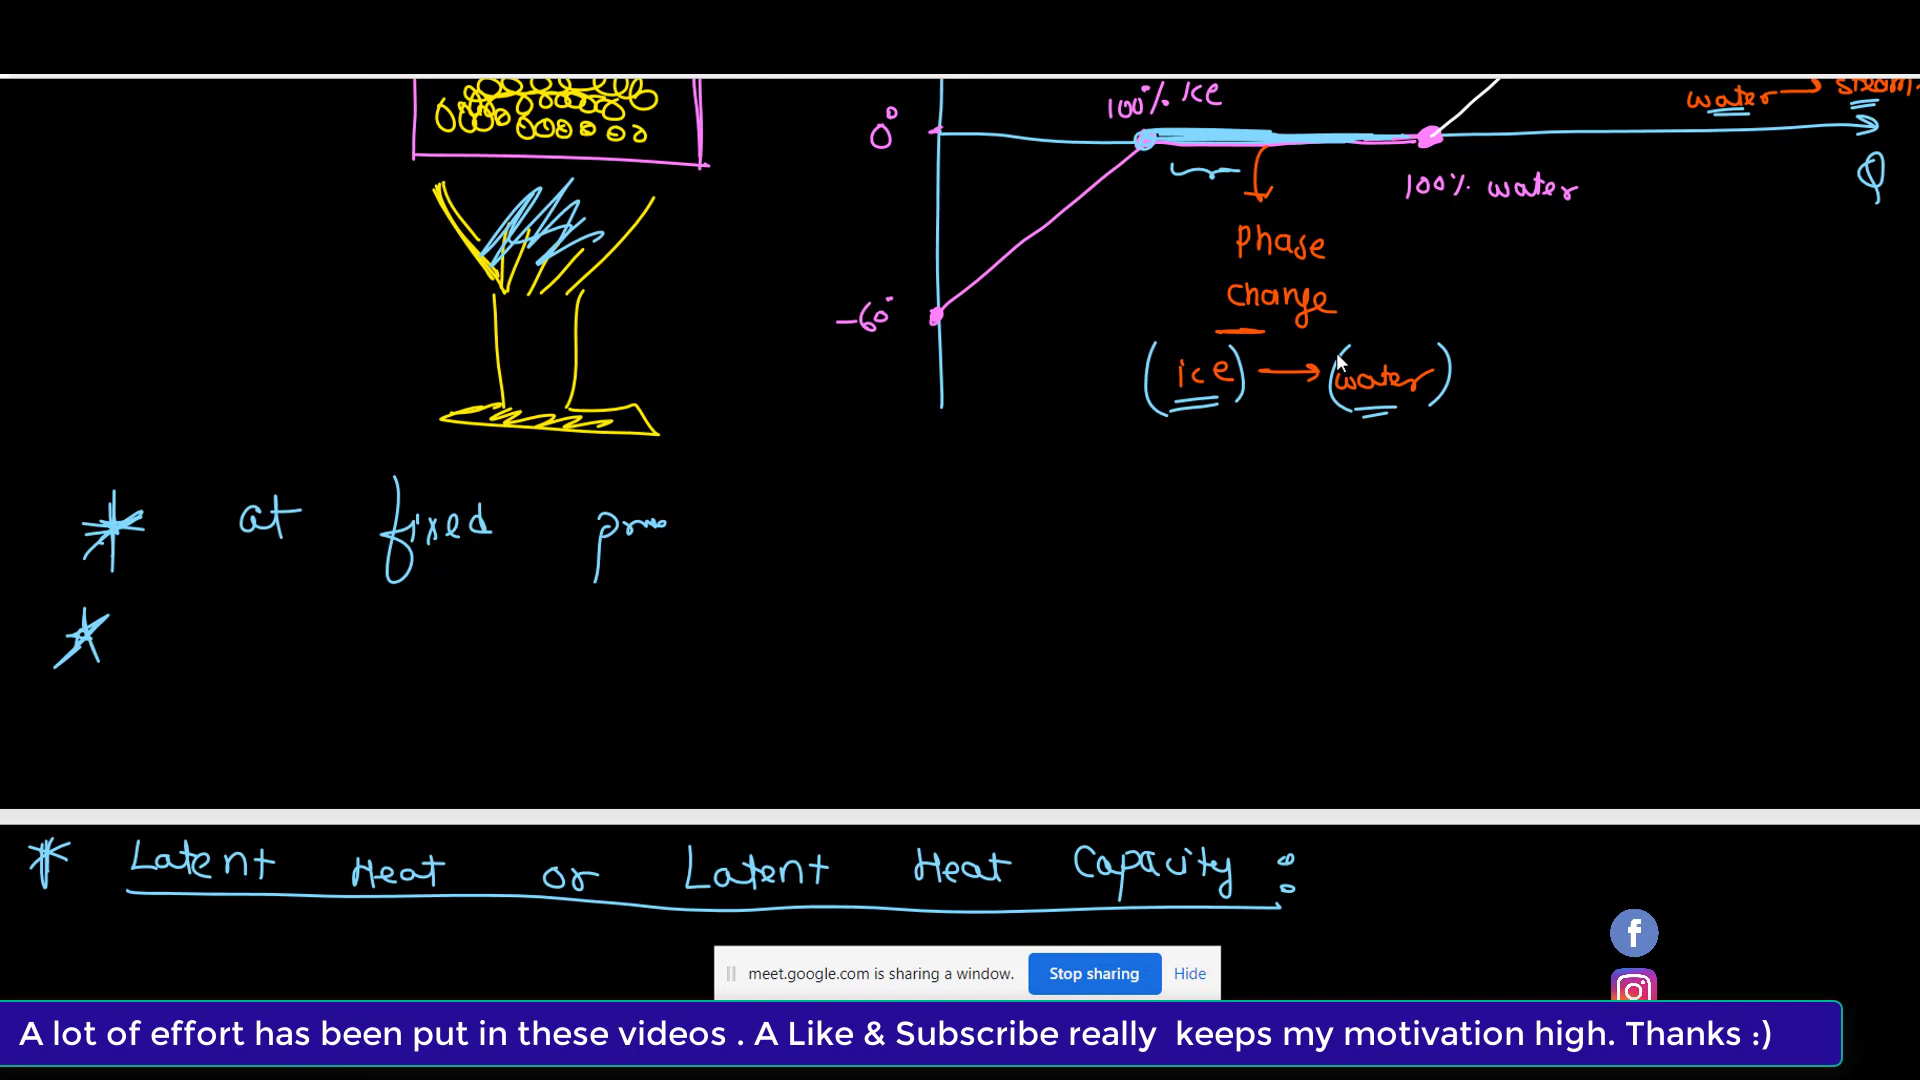 100% ice
water → steam
0°
Q
100% water
Phase
change
-60°
(ice) → (water)
* at fixed
* Latent Heat or Latent Heat Capacity :
meet.google.com is sharing a window. Stop sharing Hide
A lot of effort has been put in these videos . A Like & Subscribe really keeps my motivation high. Thanks :)